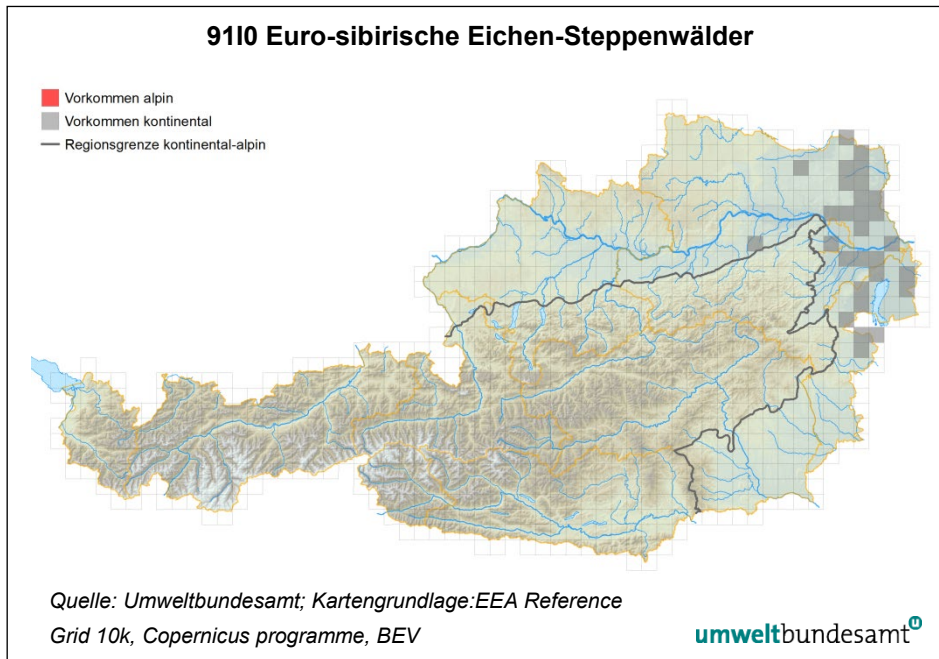 91I0 Euro-sibirische Eichen-Steppenwälder
Vorkommen alpin
Vorkommen kontinental
Regionsgrenze kontinental-alpin
Quelle: Umweltbundesamt; Kartengrundlage:EEA Reference
Grid 10k, Copernicus programme, BEV
umweltbundesamt u